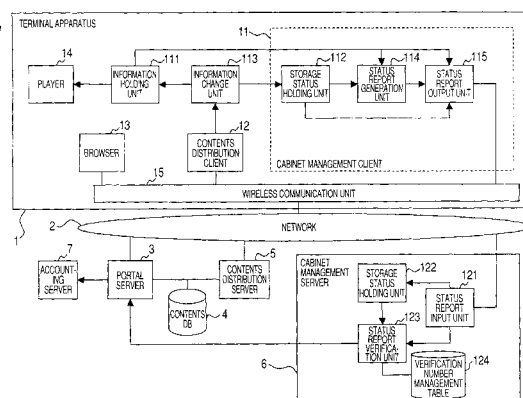 TERMINAL APPARATUS
11
14
PLAYER
111
INFORMATION
HOLDING
UNIT
113
INFORMATION
CHANGE
UNIT
112
STORAGE
STATUS
HOLDING UNIT
114
STATUS
REPORT
GENERATION
UNIT
115
STATUS
REPORT
OUTPUT UNIT
13
BROWSER
12
CONTENTS
DISTRIBUTION
CLIENT
CABINET MANAGEMENT CLIENT
15
WIRELESS COMMUNICATION UNIT
1
2
NETWORK
7
ACCOUNT-
ING SERVER
3
PORTAL
SERVER
5
CONTENTS
DISTRIBUTION
SERVER
CONTENTS
DB
4
CABINET
MANAGEMENT
SERVER
122
STORAGE
STATUS
HOLDING UNIT
121
STATUS
REPORT
INPUT UNIT
123
STATUS
REPORT
VERIFICA-
TION UNIT
124
VERIFICATION
NUMBER
MANAGEMENT
TABLE
6